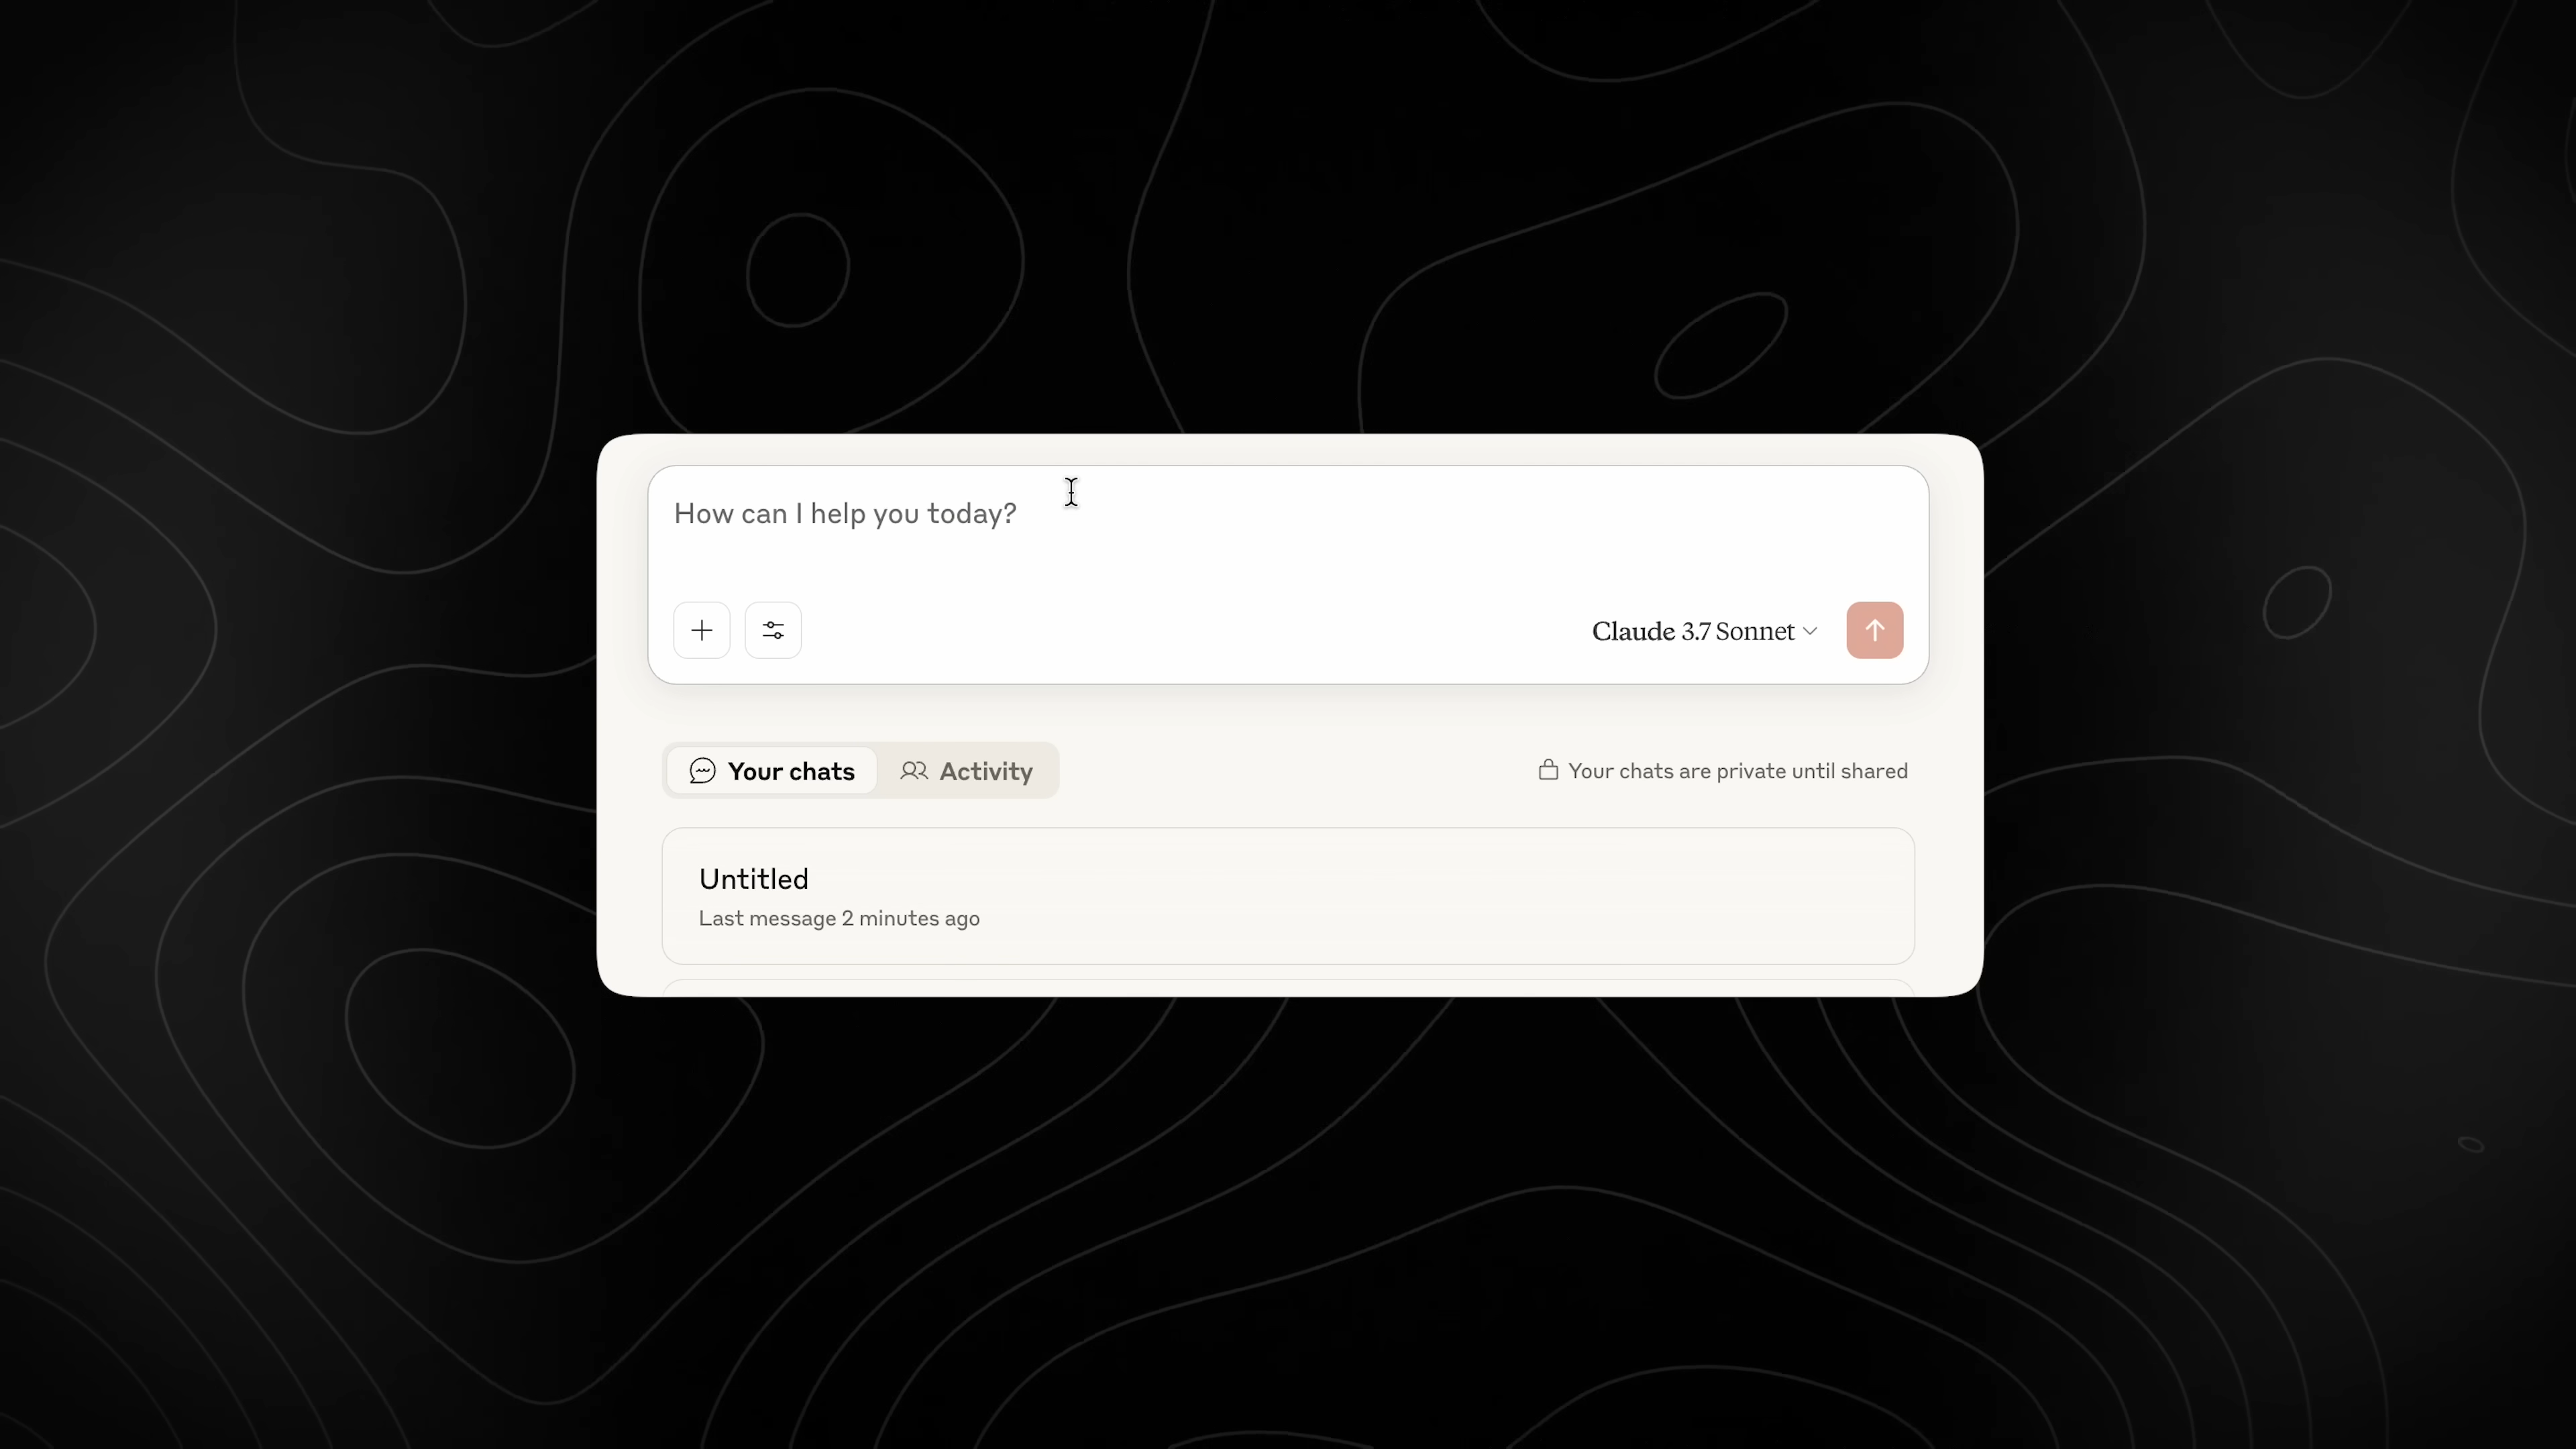 How can I help you today?
Claude 3.7 Sonnet
Your chats
Activity
Your chats are private until shared
Untitled
Last message 2 minutes ago